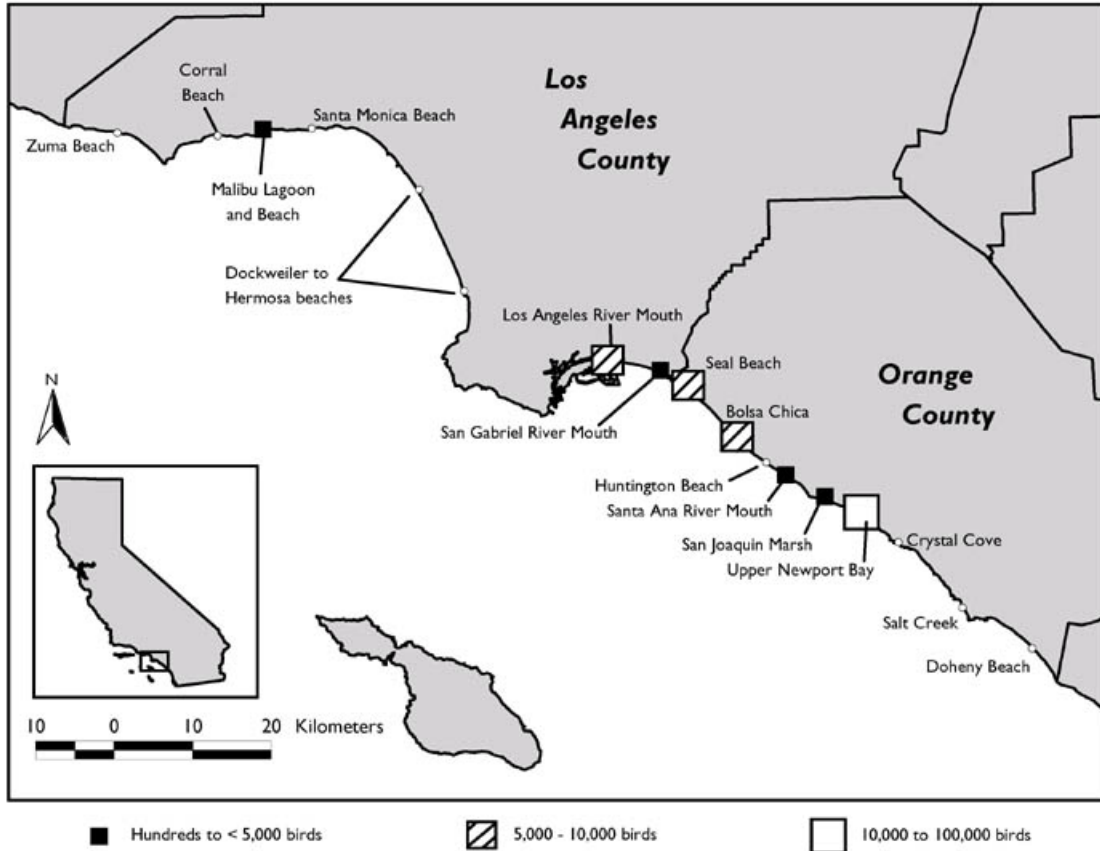 Los
Angeles
County
Corral
Beach
Santa Monica Beach
Zuma Beach
Malibu Lagoon
and Beach
Dockweiler to
Hermosa beaches
Los Angeles River Mouth
Seal Beach
Orange
County
Bolsa Chica
San Gabriel River Mouth
N
Huntington Beach
Santa Ana River Mouth
San Joaquin Marsh
Crystal Cove
Upper Newport Bay
Salt Creek
Doheny Beach
10 0 10 20 Kilometers
Hundreds to < 5,000 birds
5,000 - 10,000 birds
10,000 to 100,000 birds